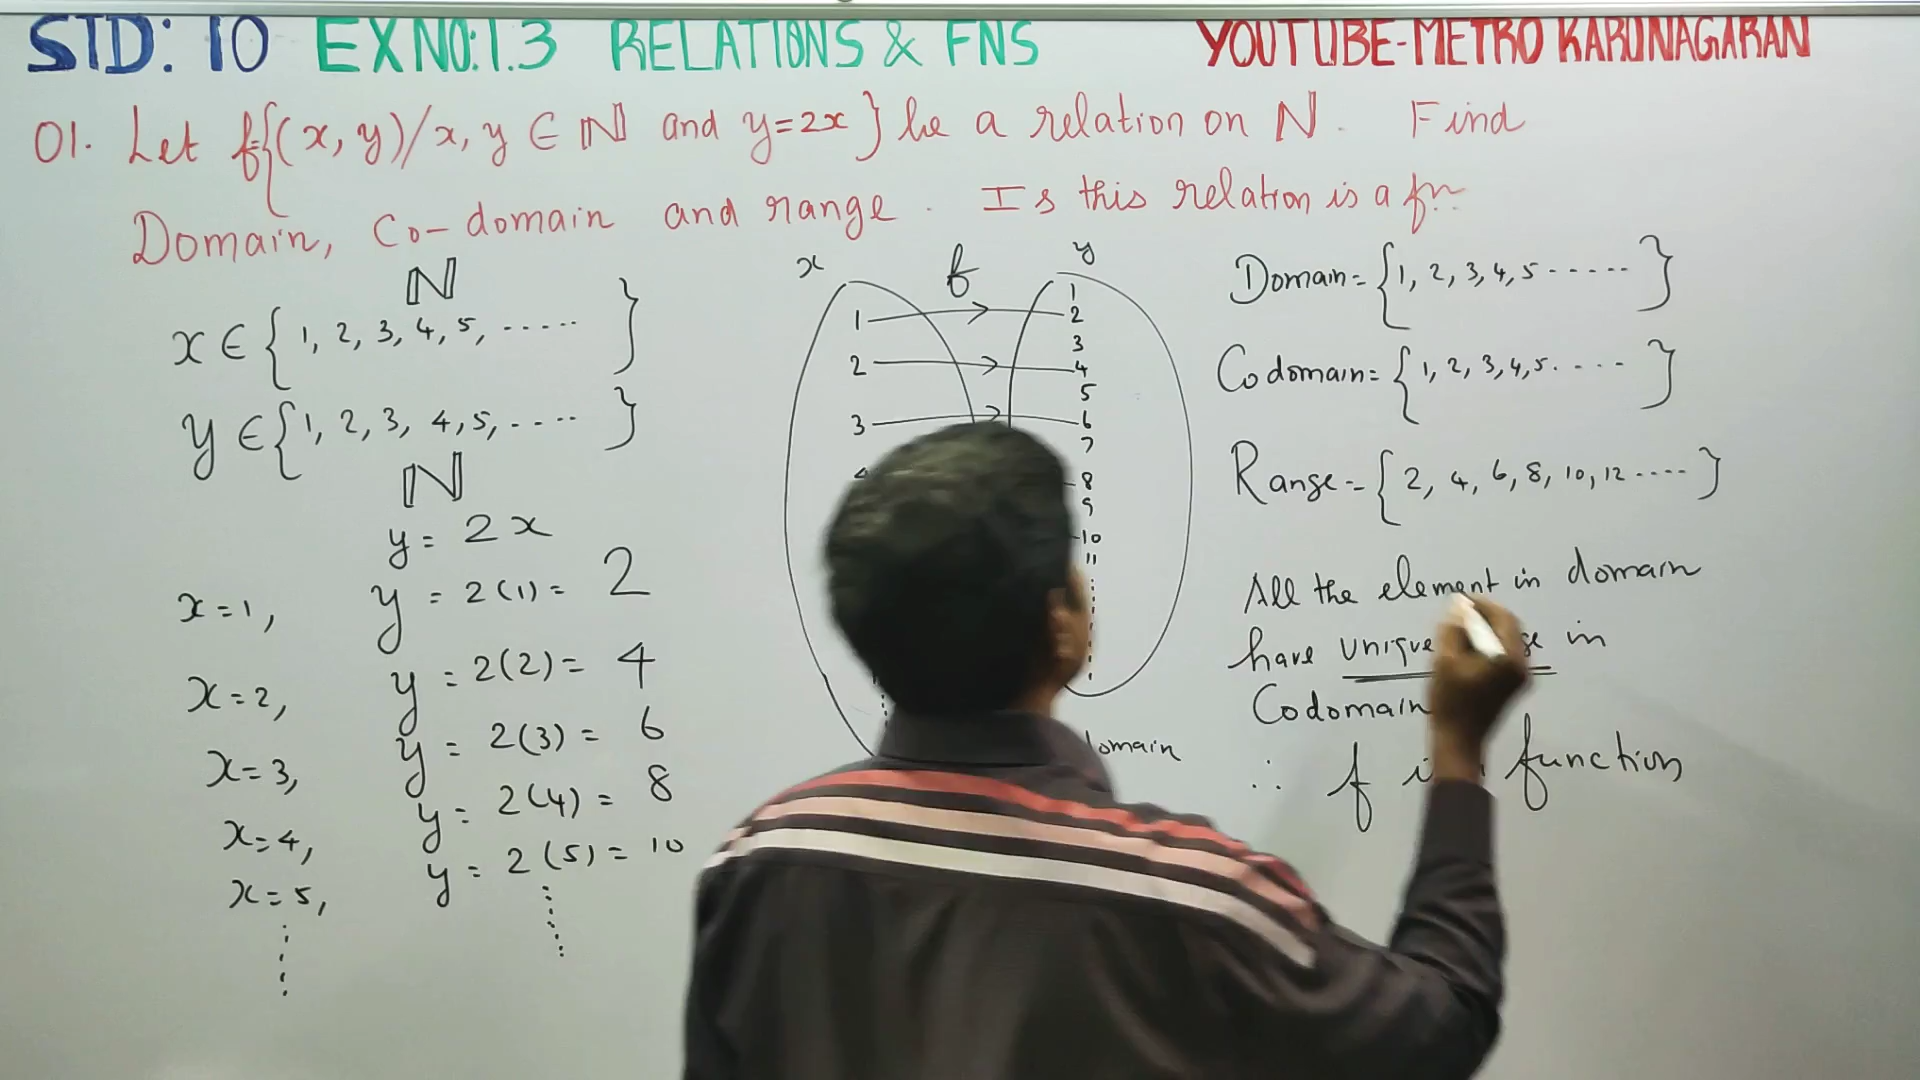 STD: 10 EX NO: 1.3 RELATIONS & FNS YOUTUBE-METRO KARUNAGARAN
01. Let f={(x, y)/x, y ∈ ℕ and y=2x} be a relation on N. Find
Domain, Co-domain and range. Is this relation is a fn
ℕ
x ∈ {1, 2, 3, 4, 5, ..... }
y ∈ {1, 2, 3, 4, 5, .... }
ℕ
y = 2x
x=1, y = 2(1) = 2
x=2, y = 2(2) = 4
x=3, y = 2(3) = 6
x=4, y = 2(4) = 8
x=5, y = 2(5) = 10
x f y
1
1 2
3
2 4
5
3 6
7
4 8
9
10
11
Domain = {1, 2, 3, 4, 5 ...... }
Codomain = {1, 2, 3, 4, 5. .... }
Range = {2, 4, 6, 8, 10, 12 .... }
All the element in domain
have unique in
Codomain
∴ f function